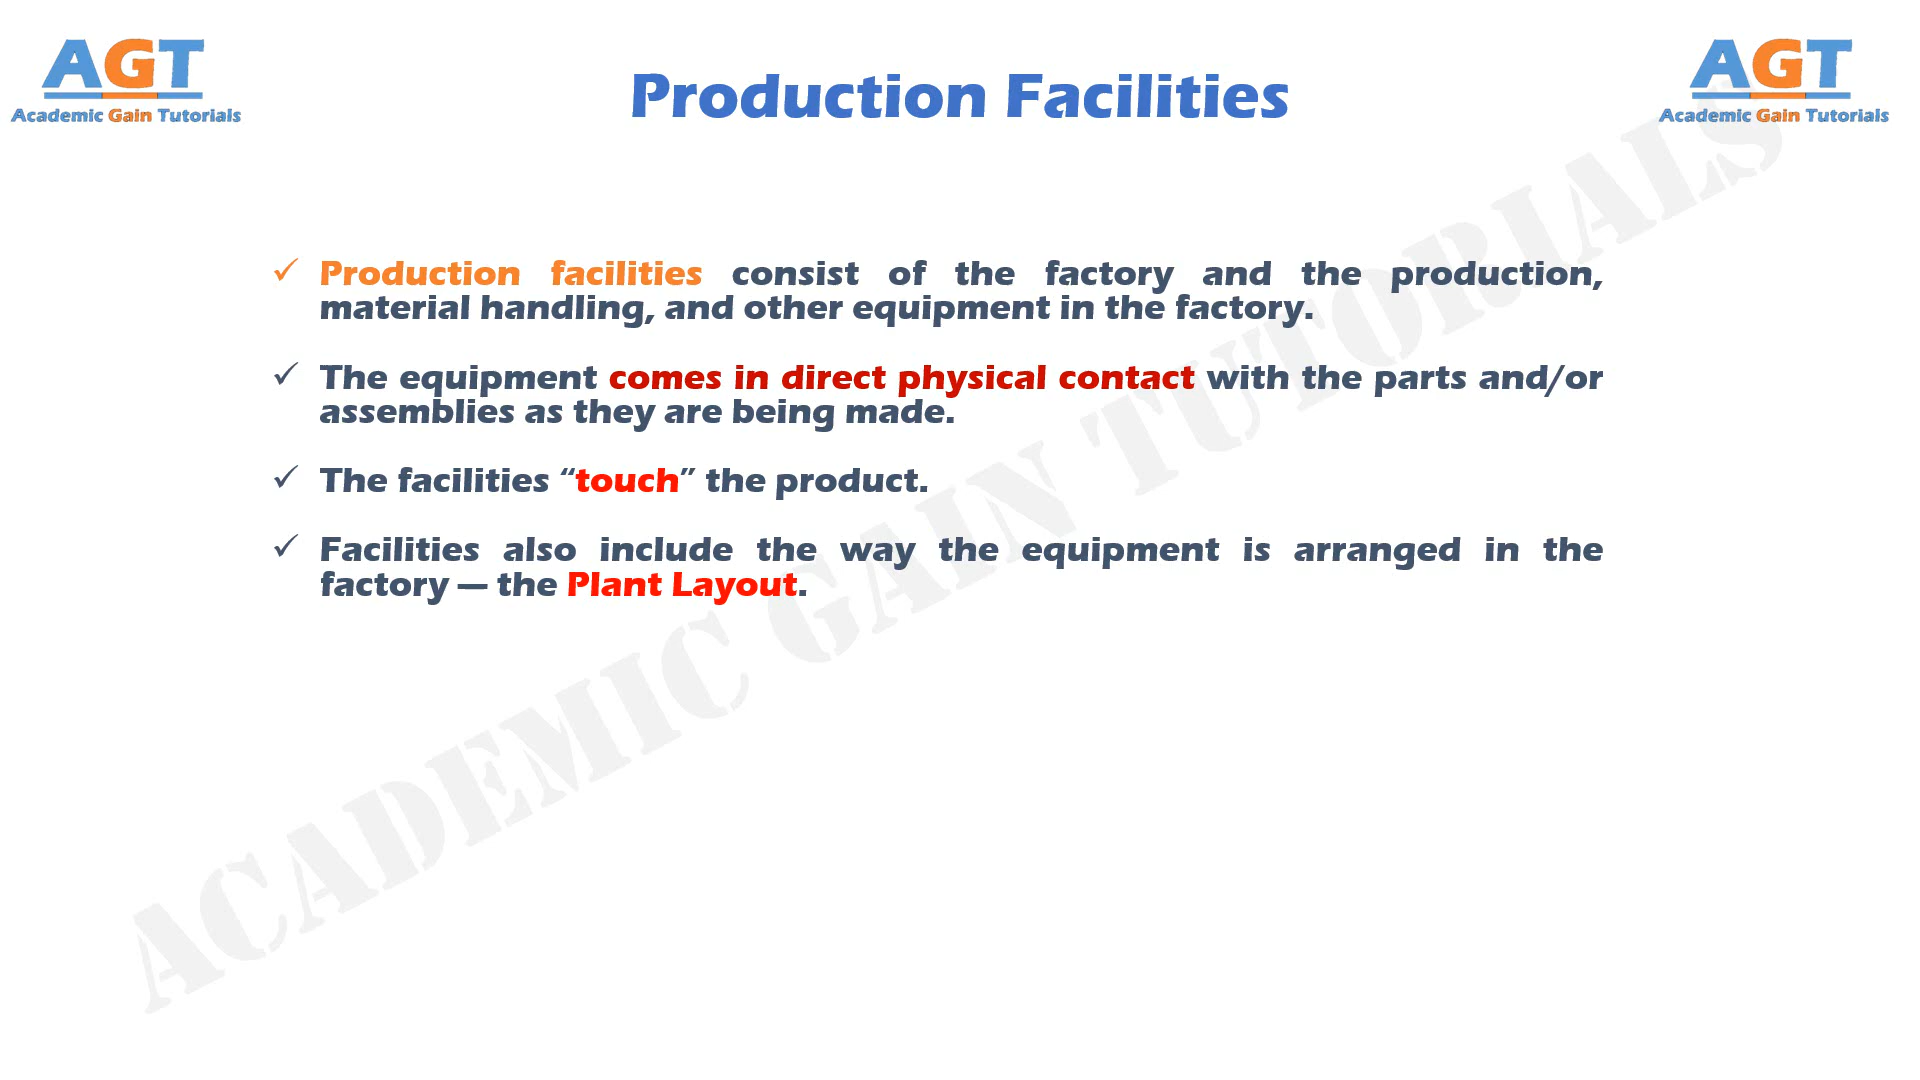 AGT
Academic Gain Tutorials
AGT
Academic Gain Tutorials
Production Facilities
✓ Production facilities consist of the factory and the production,
material handling, and other equipment in the factory.
✓ The equipment comes in direct physical contact with the parts and/or
assemblies as they are being made.
✓ The facilities “touch” the product.
✓ Facilities also include the way the equipment is arranged in the
factory — the Plant Layout.
ACADEMIC GAIN TUTORIALS